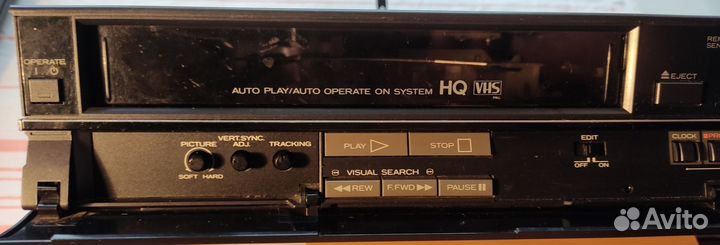 OPERATE
AUTO PLAY/AUTO OPERATE ON SYSTEM HQ VHS
PAL
EJECT
VERT.SYNC.
PICTURE ADJ. TRACKING
SOFT HARD
PLAY STOP
VISUAL SEARCH
REW F.FWD PAUSE
EDIT
OFF ON
CLOCK
Avito